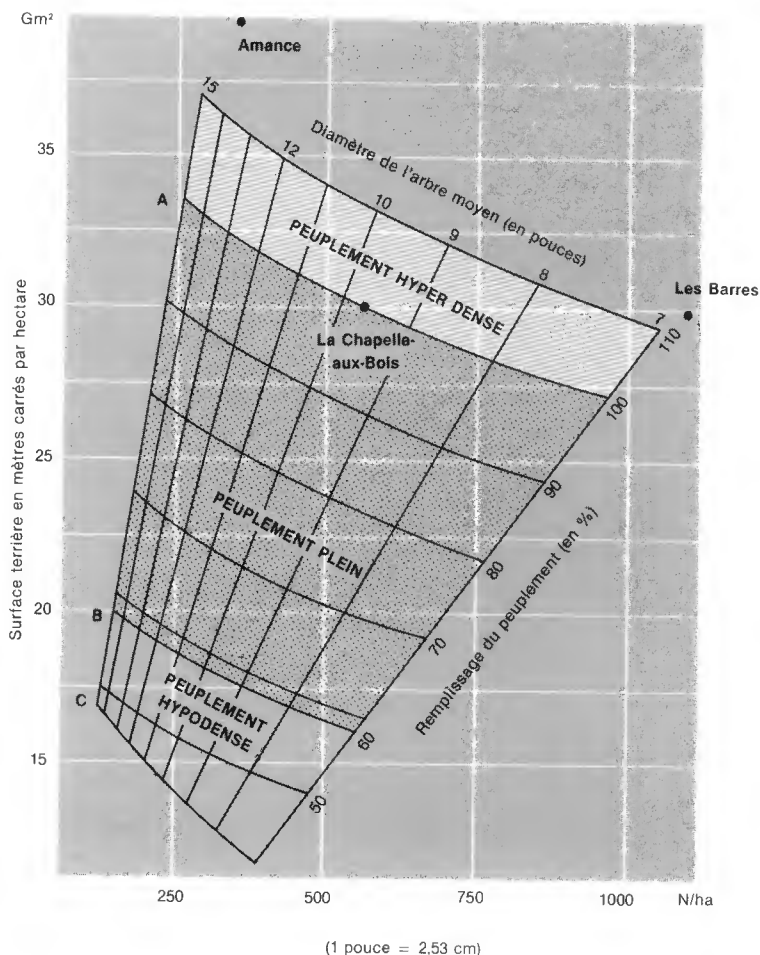 Gm²
Amance
15
Diamètre de l'arbre moyen (en pouces)
12
35
10
A
PEUPLEMENT HYPER DENSE
9
8
30
Les Barres
La Chapelle-
aux-Bois
7
110
100
Surface terrière en mètres carrés par hectare
25
90
PEUPLEMENT PLEIN
80
Remplissage du peuplement (en %)
20
B
70
PEUPLEMENT
HYPODENSE
C
60
15
50
250
500
750
1000
N/ha
(1 pouce = 2,53 cm)